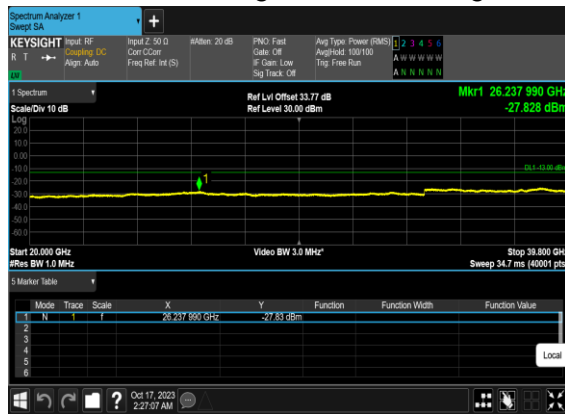 Spectrum Analyzer 1
Swept SA
KEYSIGHT Input: RF Input Z: 50 Ω #Atten: 20 dB PNO: Fast Avg Type: Power (RMS) 1 2 3 4 5 6
R T Coupling: DC Corr CCorr Gate: Off Avg|Hold: 100/100 A W W W W W
Align: Auto Freq Ref: Int (S) IF Gain: Low Trig: Free Run
Sig Track: Off A N N N N N
LW
1 Spectrum Ref Lvl Offset 33.77 dB Mkr1 26.237 990 GHz
Scale/Div 10 dB Ref Level 30.00 dBm -27.828 dBm
Log
20.0
10.0
0.00
-10.0 DL1 -13.00 dBm
-20.0 1
-30.0
-40.0
-50.0
-60.0
Start 20.000 GHz Video BW 3.0 MHz* Stop 39.800 GHz
#Res BW 1.0 MHz Sweep 34.7 ms (40001 pts
5 Marker Table
Mode Trace Scale X Y Function Function Width Function Value
1 N 1 f 26.237 990 GHz -27.83 dBm
2
3
4
5
6
Local
? Oct 17, 2023
2:27:07 AM